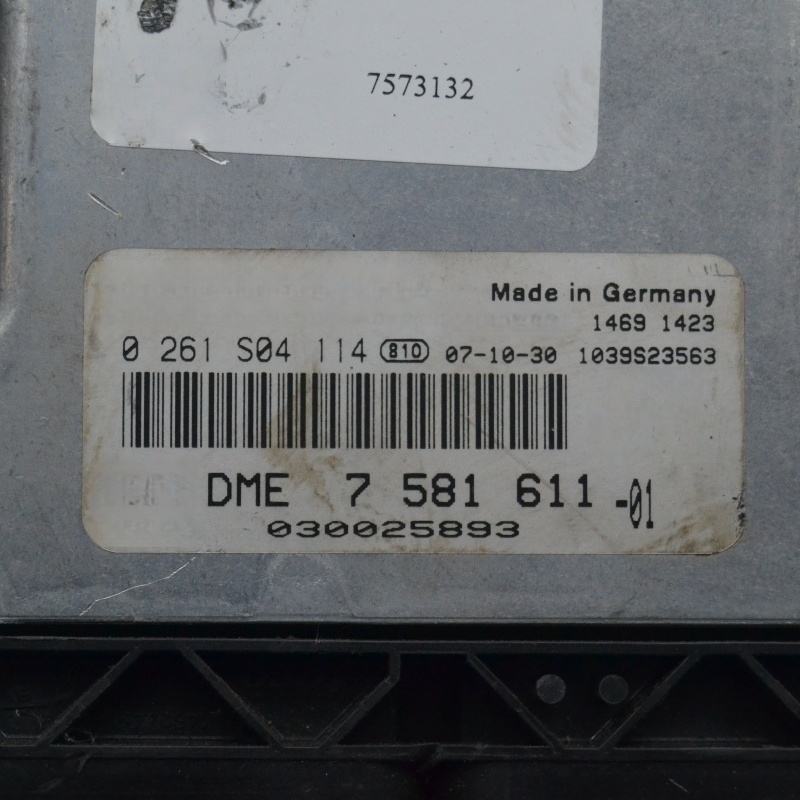 7573132
Made in Germany
1469 1423
0 261 S04 114 810 07-10-30 1039S23563
DME 7 581 611 -01
030025893